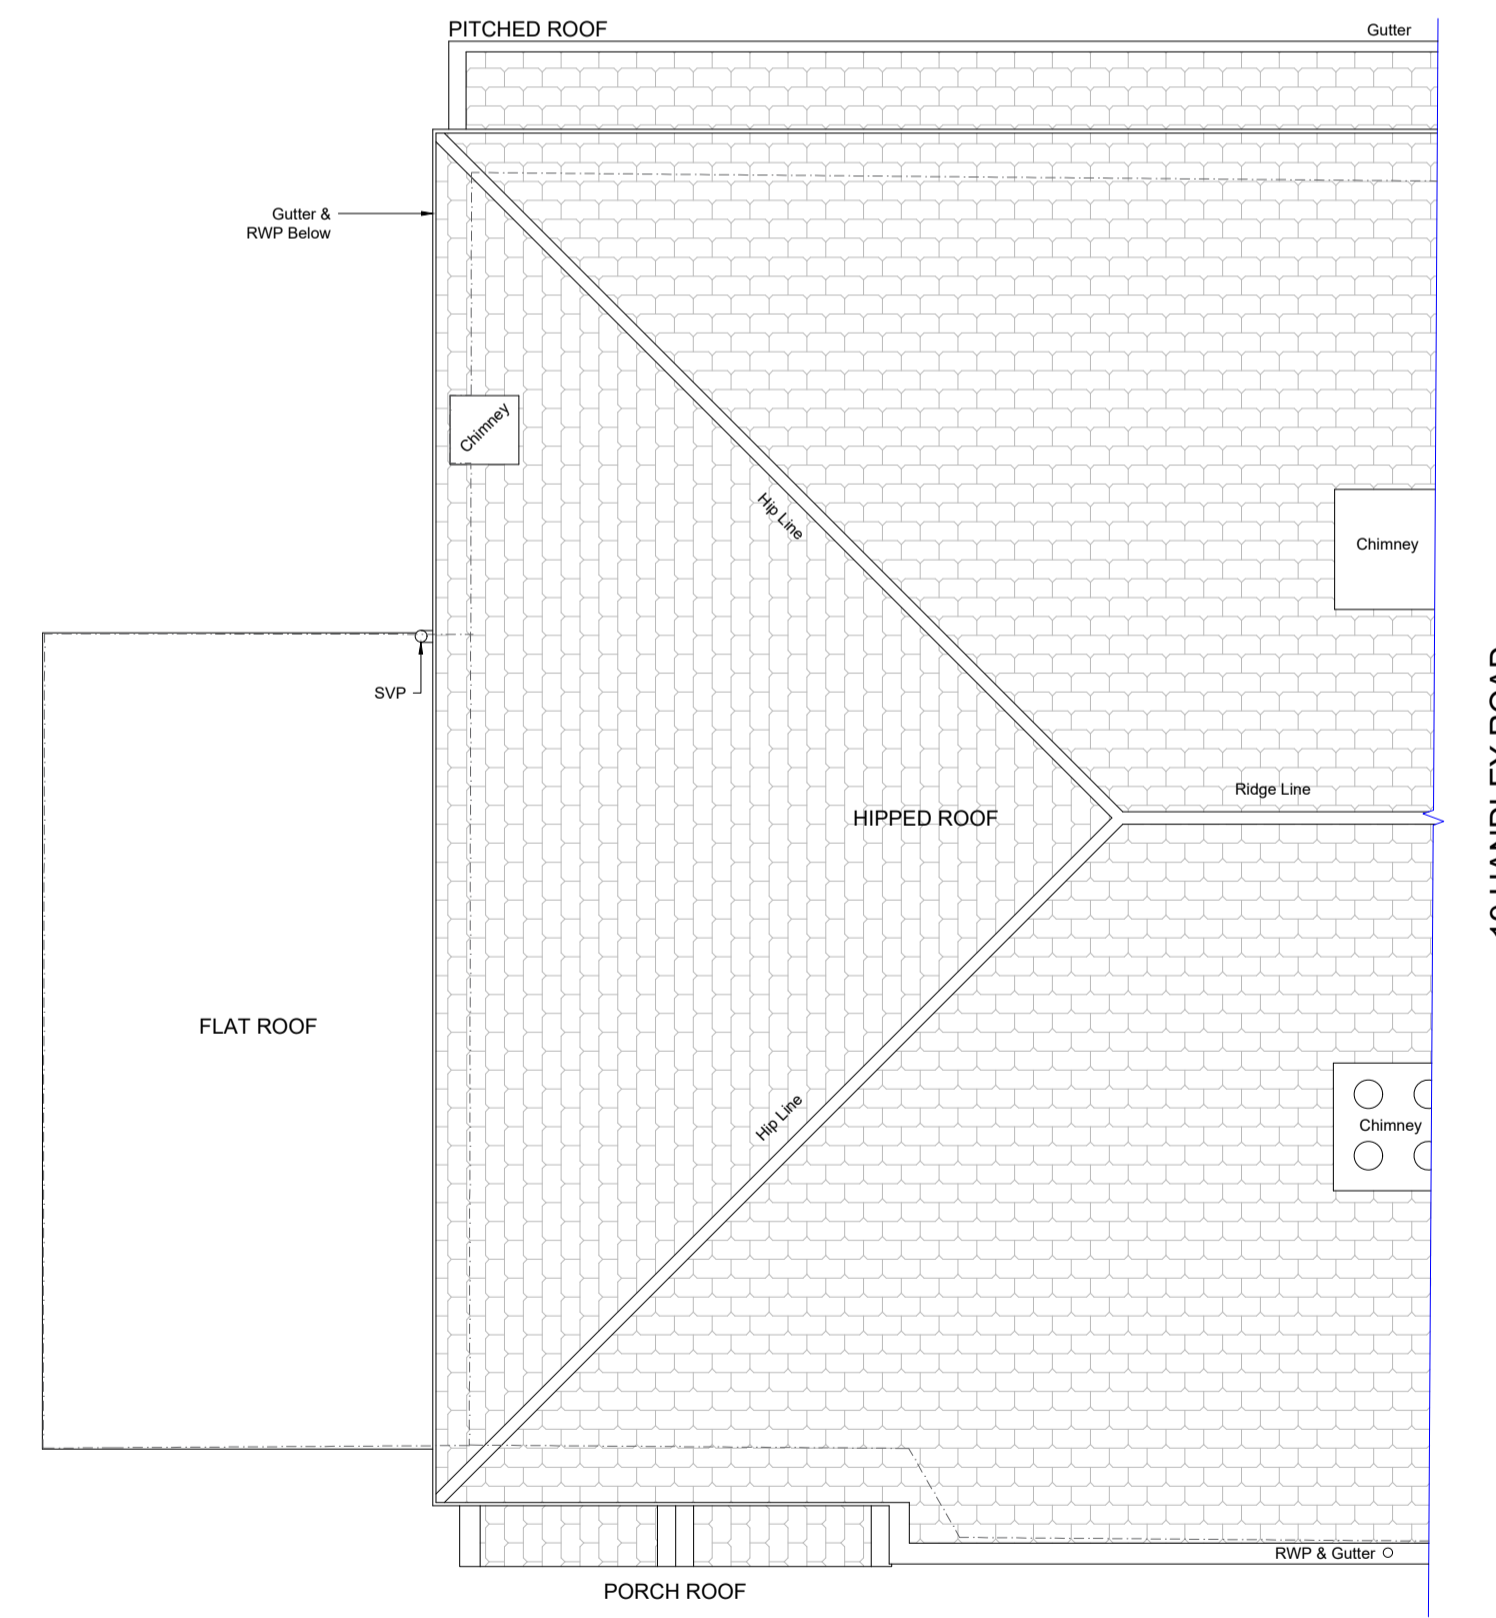 PITCHED ROOF
Gutter
Gutter &
RWP Below
Chimney
Hip Line
Chimney
SVP
Ridge Line
HIPPED ROOF
FLAT ROOF
Hip Line
Chimney
RWP & Gutter
PORCH ROOF